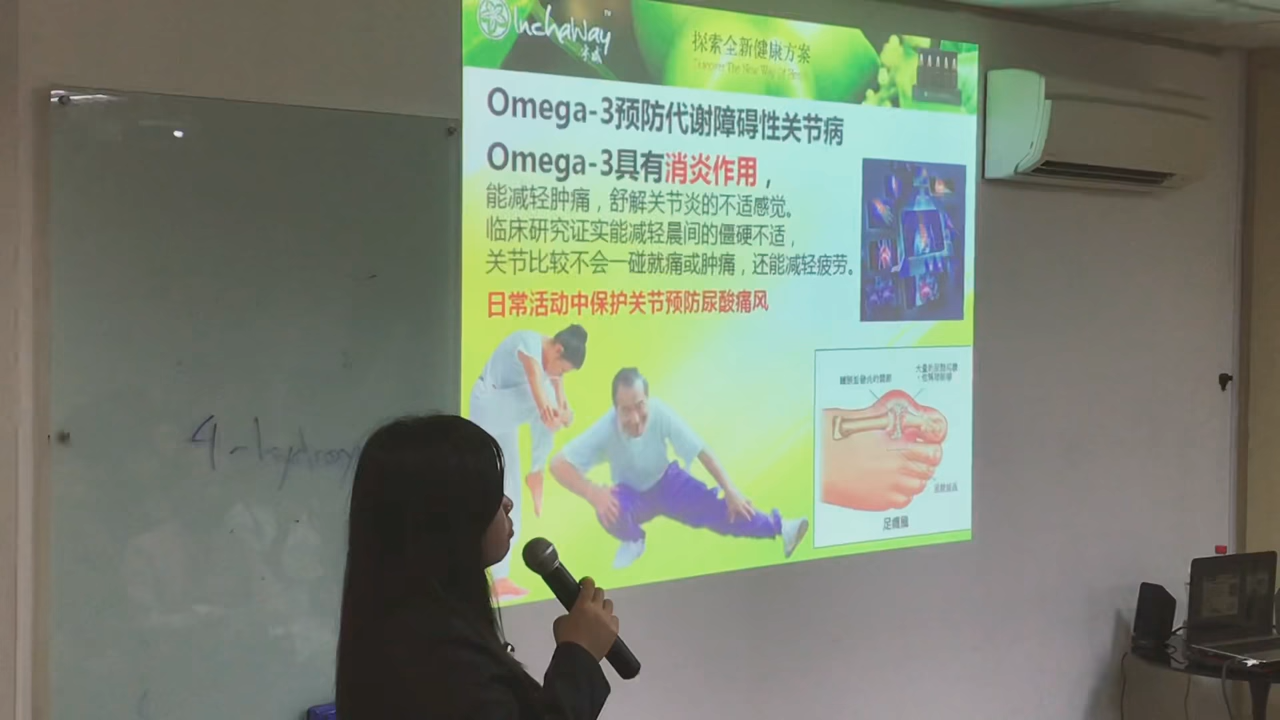 InchaWay™
宇威
探索全新健康方案
Omega-3预防代谢障碍性关节病
Omega-3具有消炎作用，
能减轻肿痛，舒解关节炎的不适感觉。
临床研究证实能减轻晨间的僵硬不适，
关节比较不会一碰就痛或肿痛，还能减轻疲劳。
日常活动中保护关节预防尿酸痛风
4-hydroxy